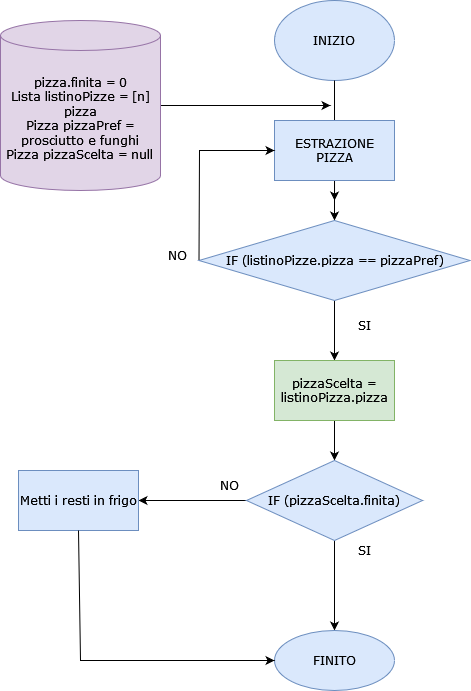 INIZIO
pizza.finita = 0
Lista listinoPizze = [n]
pizza
Pizza pizzaPref =
prosciutto e funghi
Pizza pizzaScelta = null
ESTRAZIONE
PIZZA
NO
IF (listinoPizze.pizza == pizzaPref)
SI
pizzaScelta =
listinoPizza.pizza
NO
IF (pizzaScelta.finita)
Metti i resti in frigo
SI
FINITO